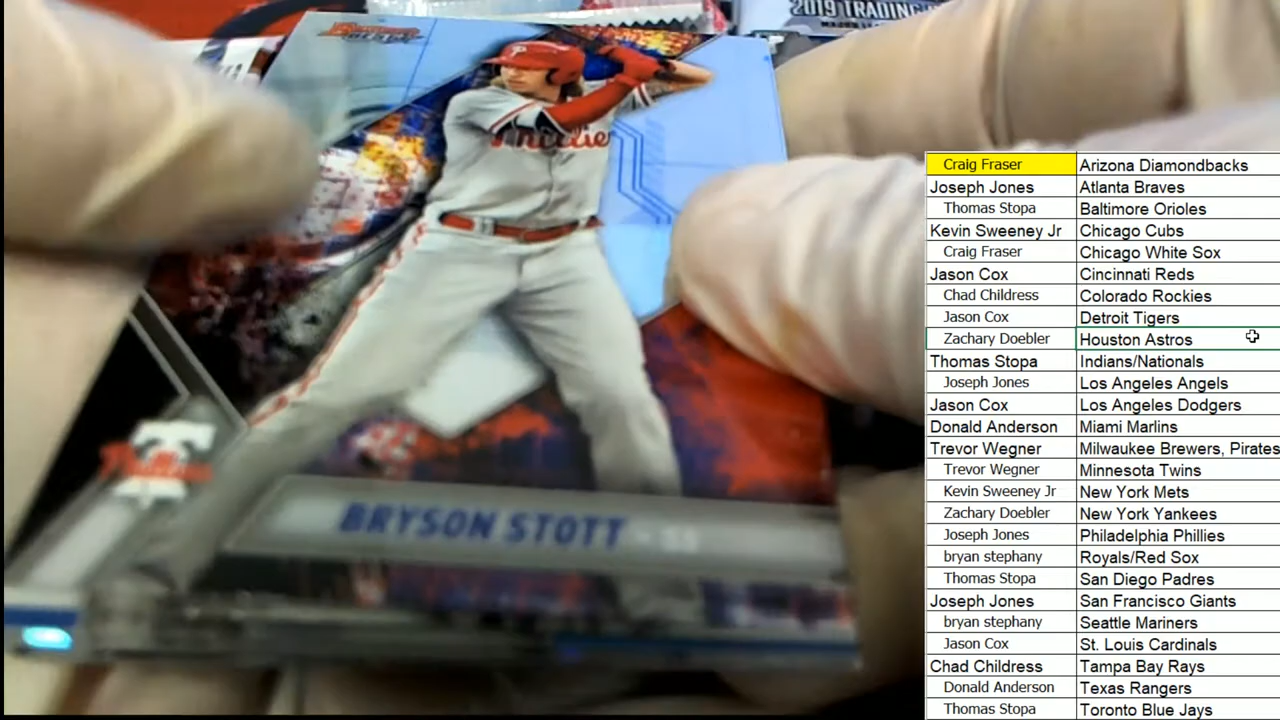 2019 TRADING
Bowman
BEST
Phillies
Phillies
BRYSON STOTT • SS
Craig Fraser Arizona Diamondbacks
Joseph Jones Atlanta Braves
Thomas Stopa Baltimore Orioles
Kevin Sweeney Jr Chicago Cubs
Craig Fraser Chicago White Sox
Jason Cox Cincinnati Reds
Chad Childress Colorado Rockies
Jason Cox Detroit Tigers
Zachary Doebler Houston Astros
Thomas Stopa Indians/Nationals
Joseph Jones Los Angeles Angels
Jason Cox Los Angeles Dodgers
Donald Anderson Miami Marlins
Trevor Wegner Milwaukee Brewers, Pirates
Trevor Wegner Minnesota Twins
Kevin Sweeney Jr New York Mets
Zachary Doebler New York Yankees
Joseph Jones Philadelphia Phillies
bryan stephany Royals/Red Sox
Thomas Stopa San Diego Padres
Joseph Jones San Francisco Giants
bryan stephany Seattle Mariners
Jason Cox St. Louis Cardinals
Chad Childress Tampa Bay Rays
Donald Anderson Texas Rangers
Thomas Stopa Toronto Blue Jays